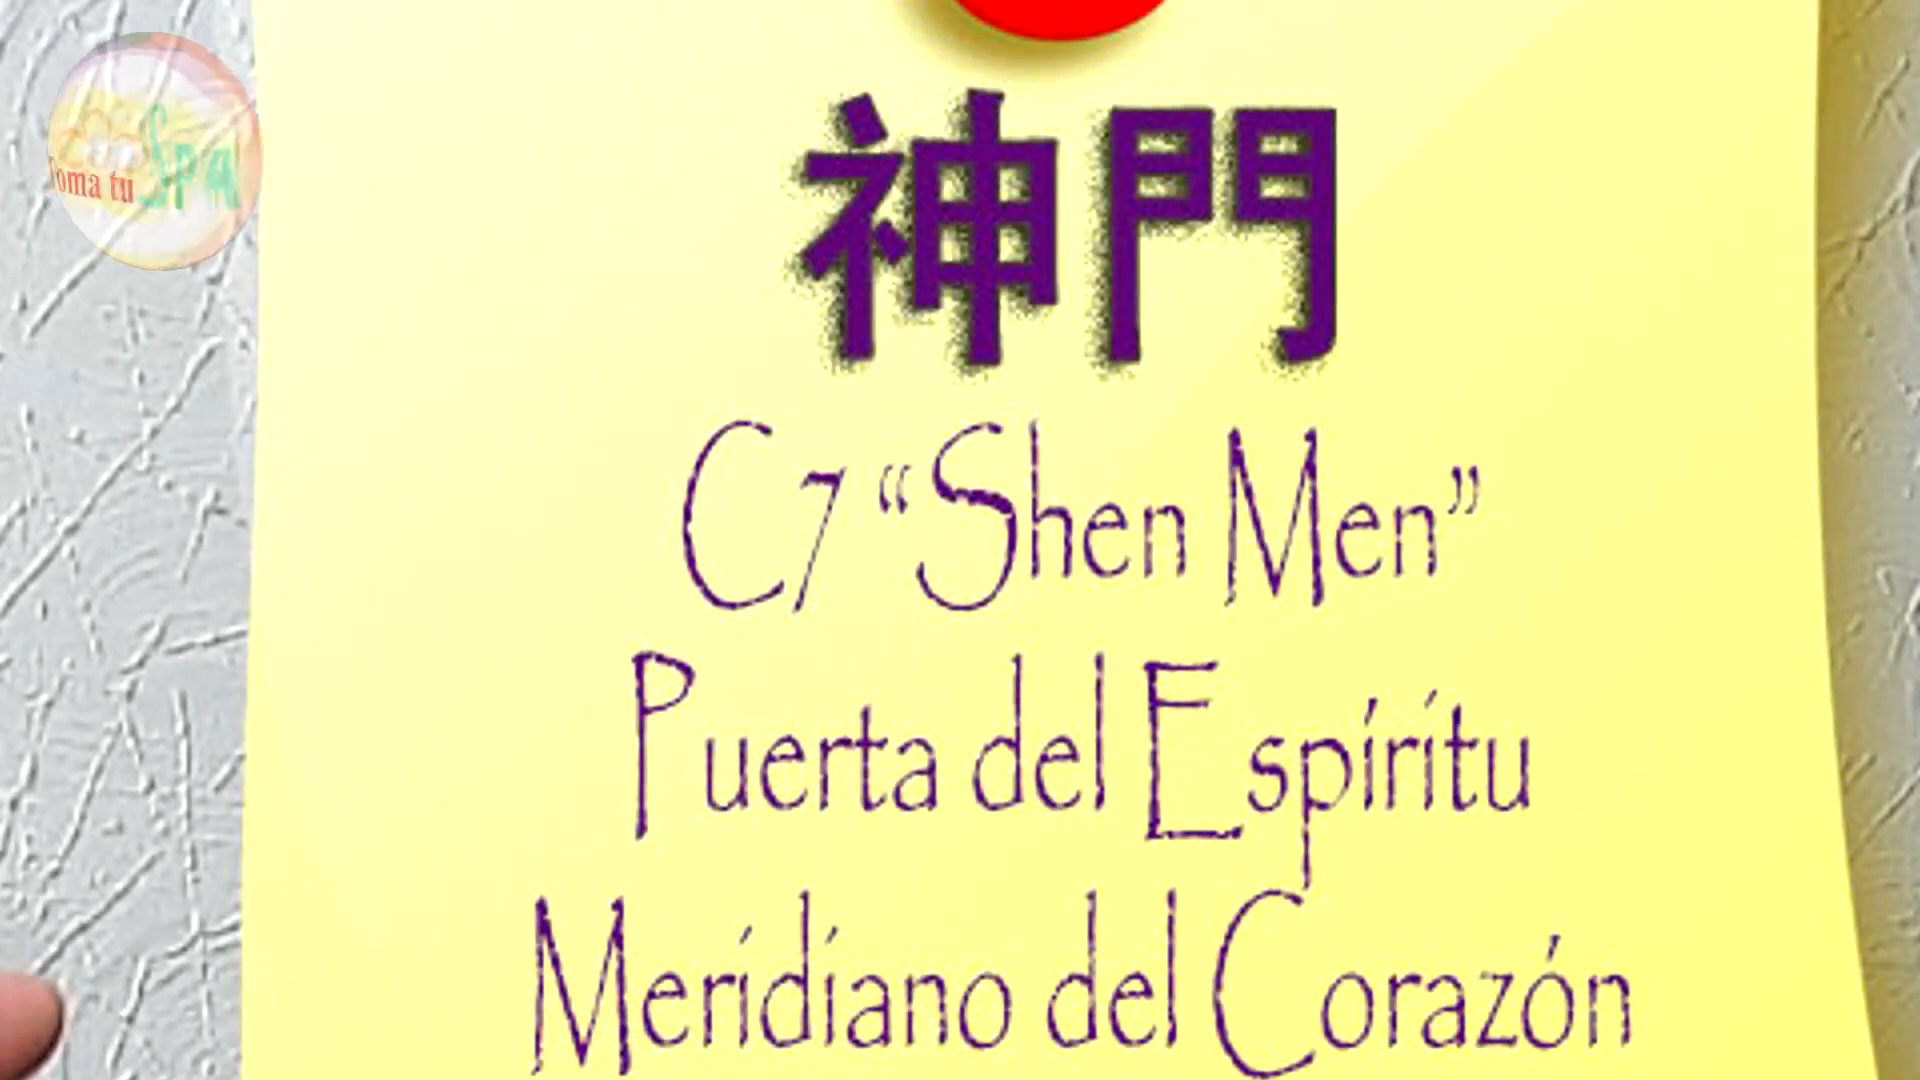 Toma tu Spa
神門
C7 “Shen Men”
Puerta del Espíritu
Meridiano del Corazón